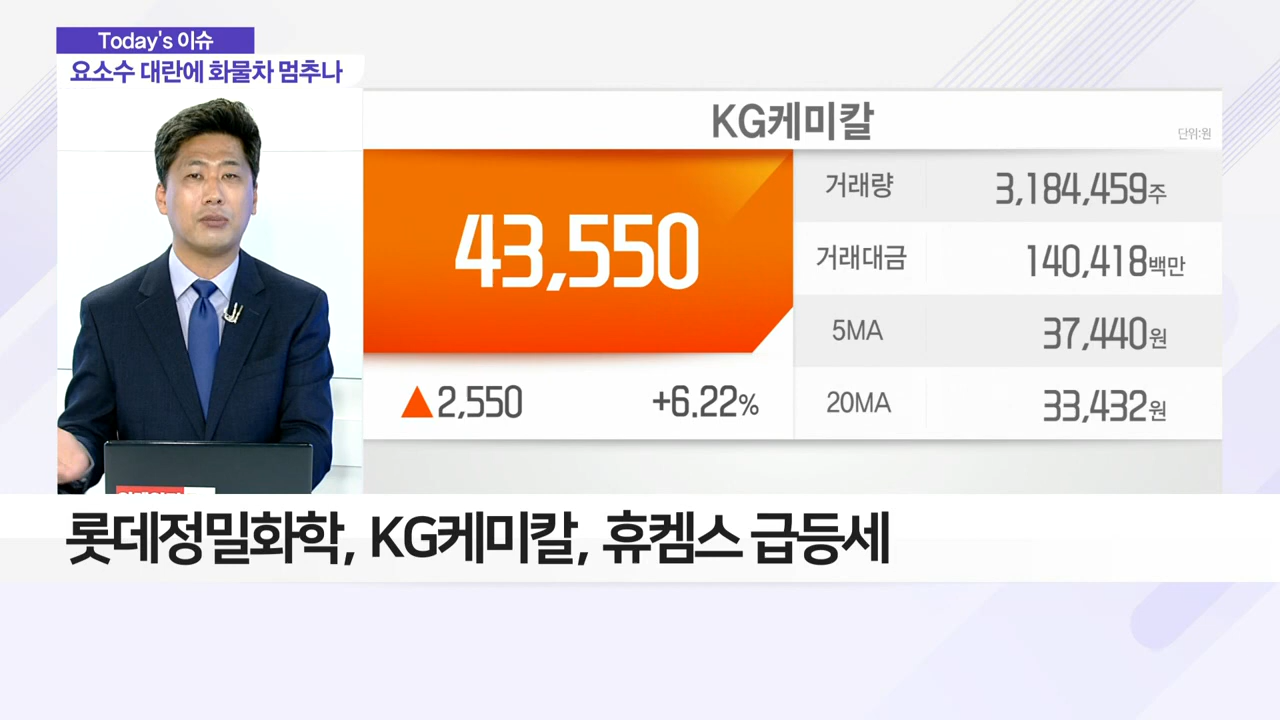 Today's 이슈
요소수 대란에 화물차 멈추나
KG케미칼
단위:원
43,550
▲2,550 +6.22%
거래량 3,184,459주
거래대금 140,418백만
5MA 37,440원
20MA 33,432원
롯데정밀화학, KG케미칼, 휴켐스 급등세